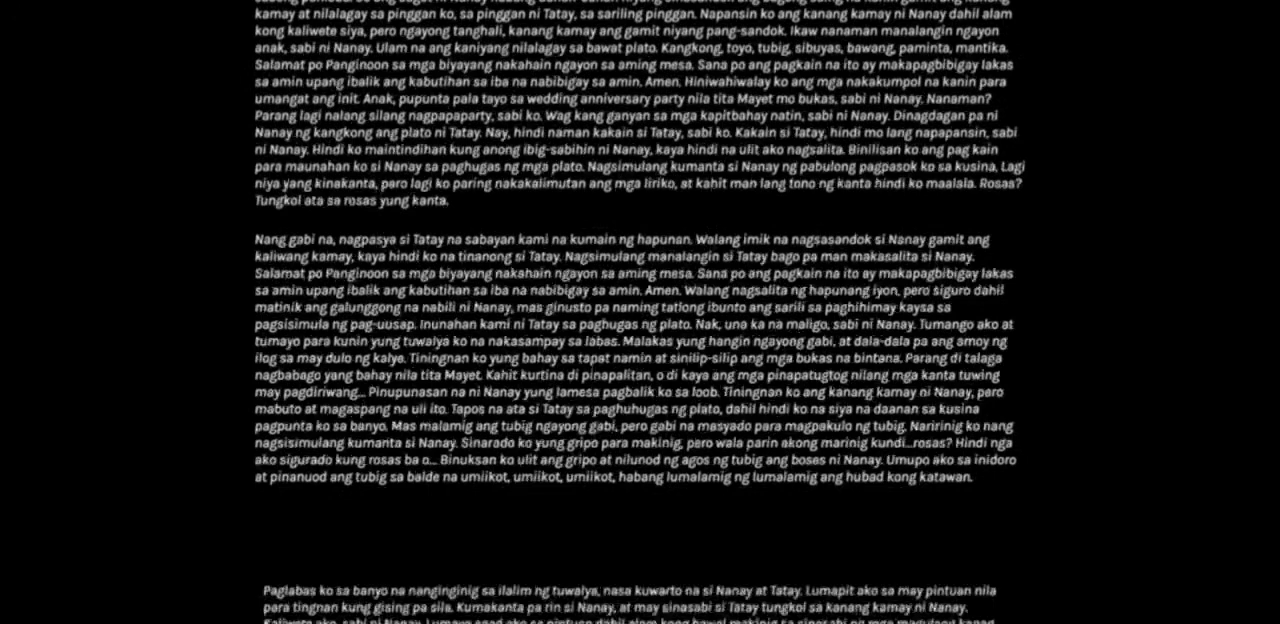 kamay at nilalagay sa pinggan ko, sa pinggan ni Tatay, sa sariling pinggan. Napansin ko ang kanang kamay ni Nanay dahil alam
kong kaliwete siya, pero ngayong tanghali, kanang kamay ang gamit niyang pang-sandok. Ikaw nanaman manalangin ngayon
anak, sabi ni Nanay. Ulam na ang kaniyang nilalagay sa bawat plato. Kangkong, toyo, tubig, sibuyas, bawang, paminta, mantika.
Salamat po Panginoon sa mga biyayang nakahain ngayon sa aming mesa. Sana po ang pagkain na ito ay makapagbibigay lakas
sa amin upang ibalik ang kabutihan sa iba na nabibigay sa amin. Amen. Hiniwahiwalay ko ang mga nakakumpol na kanin para
umangat ang init. Anak, pupunta pala tayo sa wedding anniversary party nila tita Mayet mo bukas, sabi ni Nanay. Nanaman?
Parang lagi nalang silang nagpapaparty, sabi ko. Wag kang ganyan sa mga kapitbahay natin, sabi ni Nanay. Dinagdagan pa ni
Nanay ng kangkong ang plato ni Tatay. Nay, hindi naman kakain si Tatay, sabi ko. Kakain si Tatay, hindi mo lang napapansin, sabi
ni Nanay. Hindi ko maintindihan kung anong ibig-sabihin ni Nanay, kaya hindi na ulit ako nagsalita. Binilisan ko ang pag kain
para maunahan ko si Nanay sa paghugas ng mga plato. Nagsimulang kumanta si Nanay ng pabulong pagpasok ko sa kusina. Lagi
niya yang kinakanta, pero lagi ko paring nakakalimutan ang mga liriko, at kahit man lang tono ng kanta hindi ko maalala. Rosas?
Tungkol ata sa rosas yung kanta.
Nang gabi na, nagpasya si Tatay na sabayan kami na kumain ng hapunan. Walang imik na nagsasandok si Nanay gamit ang
kaliwang kamay, kaya hindi ko na tinanong si Tatay. Nagsimulang manalangin si Tatay bago pa man makasalita si Nanay.
Salamat po Panginoon sa mga biyayang nakahain ngayon sa aming mesa. Sana po ang pagkain na ito ay makapagbibigay lakas
sa amin upang ibalik ang kabutihan sa iba na nabibigay sa amin. Amen. Walang nagsalita ng hapunang iyon, pero siguro dahil
matinik ang galunggong na nabili ni Nanay, mas ginusto pa naming tatlong ibunto ang sarili sa paghihimay kaysa sa
pagsisimula ng pag-uusap. Inunahan kami ni Tatay sa paghugas ng plato. Nak, una ka na maligo, sabi ni Nanay. Tumango ako at
tumayo para kunin yung tuwalya ko na nakasampay sa labas. Malakas yung hangin ngayong gabi, at dala-dala pa ang amoy ng
ilog sa may dulo ng kalye. Tiningnan ko yung bahay sa tapat namin at sinilip-silip ang mga bukas na bintana. Parang di talaga
nagbabago yang bahay nila tita Mayet. Kahit kurtina di pinapalitan, o di kaya ang mga pinapatugtog nilang mga kanta tuwing
may pagdiriwang... Pinupunasan na ni Nanay yung lamesa pagbalik ko sa loob. Tiningnan ko ang kanang kamay ni Nanay, pero
mabuto at magaspang na uli ito. Tapos na ata si Tatay sa paghuhugas ng plato, dahil hindi ko na siya na daanan sa kusina
pagpunta ko sa banyo. Mas malamig ang tubig ngayong gabi, pero gabi na masyado para magpakulo ng tubig. Naririnig ko nang
nagsisimulang kumanta si Nanay. Sinarado ko yung gripo para makinig, pero wala parin akong marinig kundi...rosas? Hindi nga
ako sigurado kung rosas ba o... Binuksan ko ulit ang gripo at nilunod ng agos ng tubig ang boses ni Nanay. Umupo ako sa inidoro
at pinanuod ang tubig sa balde na umiikot, umiikot, umiikot, habang lumalamig ng lumalamig ang hubad kong katawan.
Paglabas ko sa banyo na nanginginig sa ilalim ng tuwalya, nasa kuwarto na si Nanay at Tatay. Lumapit ako sa may pintuan nila
para tingnan kung gising pa sila. Kumakanta pa rin si Nanay, at may sinasabi si Tatay tungkol sa kanang kamay ni Nanay.